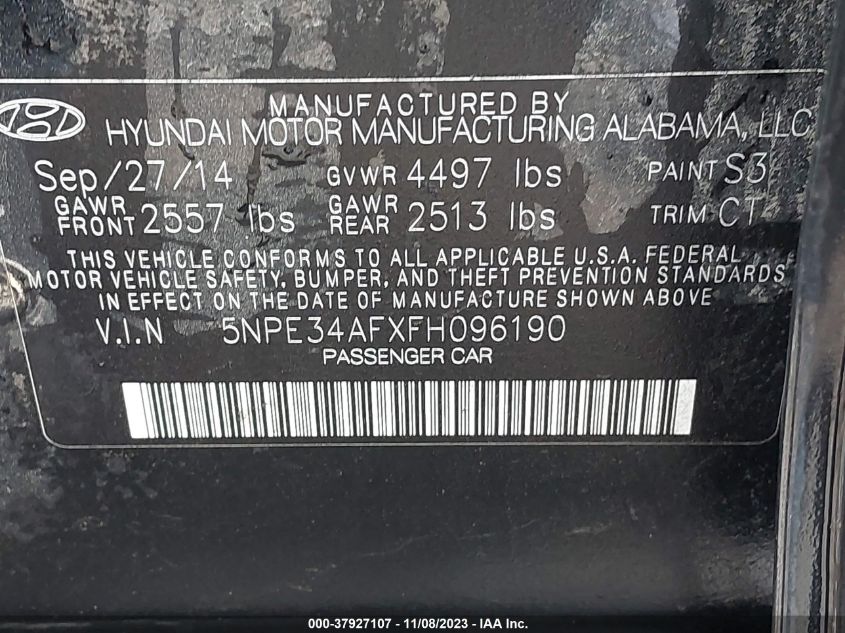 MANUFACTURED BY
HYUNDAI MOTOR MANUFACTURING ALABAMA, LLC
Sep/27/14 GVWR 4497 lbs PAINT S3
GAWR FRONT 2557 lbs GAWR REAR 2513 lbs TRIM CT
THIS VEHICLE CONFORMS TO ALL APPLICABLE U.S.A. FEDERAL
MOTOR VEHICLE SAFETY, BUMPER, AND THEFT PREVENTION STANDARDS
IN EFFECT ON THE DATE OF MANUFACTURE SHOWN ABOVE
V.I.N 5NPE34AFXFH096190
PASSENGER CAR
000-37927107 - 11/08/2023 - IAA Inc.